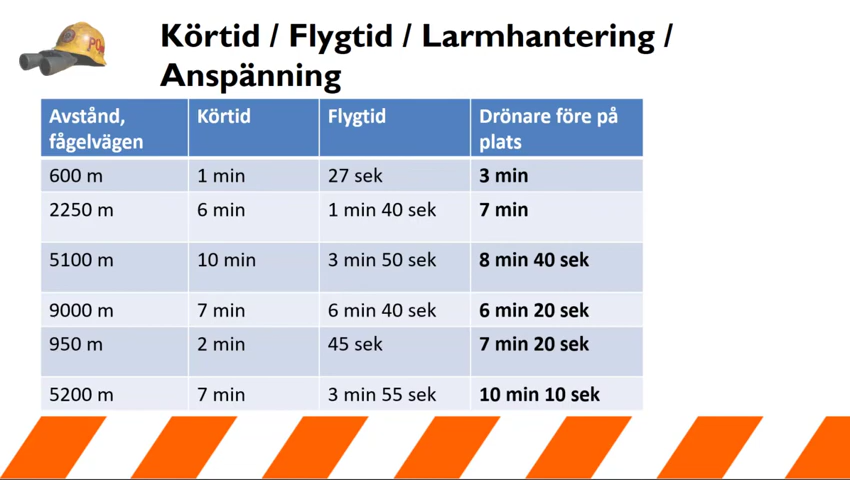 Körtid / Flygtid / Larmhantering /
Anspänning
Avstånd, fågelvägen Körtid Flygtid Drönare före på plats
600 m 1 min 27 sek 3 min
2250 m 6 min 1 min 40 sek 7 min
5100 m 10 min 3 min 50 sek 8 min 40 sek
9000 m 7 min 6 min 40 sek 6 min 20 sek
950 m 2 min 45 sek 7 min 20 sek
5200 m 7 min 3 min 55 sek 10 min 10 sek